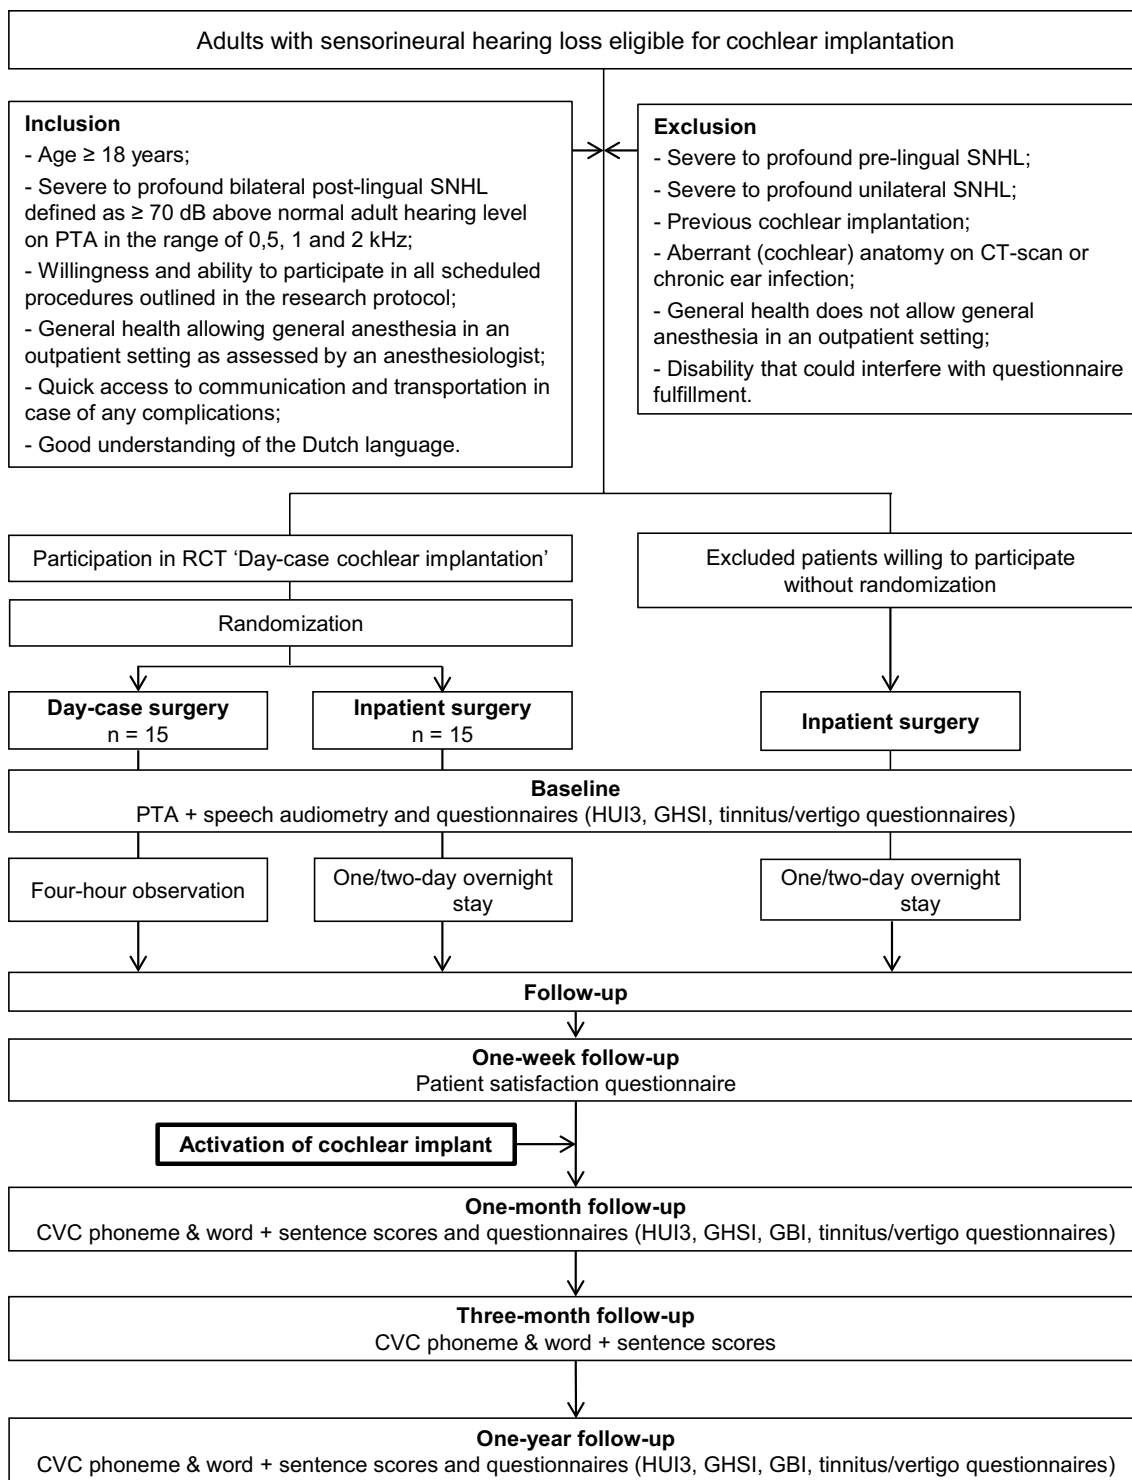 Adults with sensorineural hearing loss eligible for cochlear implantation
Inclusion
- Age ≥ 18 years;
- Severe to profound bilateral post-lingual SNHL
defined as ≥ 70 dB above normal adult hearing level
on PTA in the range of 0,5, 1 and 2 kHz;
- Willingness and ability to participate in all scheduled
procedures outlined in the research protocol;
- General health allowing general anesthesia in an
outpatient setting as assessed by an anesthesiologist;
- Quick access to communication and transportation in
case of any complications;
- Good understanding of the Dutch language.
Exclusion
- Severe to profound pre-lingual SNHL;
- Severe to profound unilateral SNHL;
- Previous cochlear implantation;
- Aberrant (cochlear) anatomy on CT-scan or
chronic ear infection;
- General health does not allow general
anesthesia in an outpatient setting;
- Disability that could interfere with questionnaire
fulfillment.
Participation in RCT ‘Day-case cochlear implantation’
Excluded patients willing to participate
without randomization
Randomization
Day-case surgery
n = 15
Inpatient surgery
n = 15
Inpatient surgery
Baseline
PTA + speech audiometry and questionnaires (HUI3, GHSI, tinnitus/vertigo questionnaires)
Four-hour observation
One/two-day overnight
stay
One/two-day overnight
stay
Follow-up
One-week follow-up
Patient satisfaction questionnaire
Activation of cochlear implant
One-month follow-up
CVC phoneme & word + sentence scores and questionnaires (HUI3, GHSI, GBI, tinnitus/vertigo questionnaires)
Three-month follow-up
CVC phoneme & word + sentence scores
One-year follow-up
CVC phoneme & word + sentence scores and questionnaires (HUI3, GHSI, GBI, tinnitus/vertigo questionnaires)